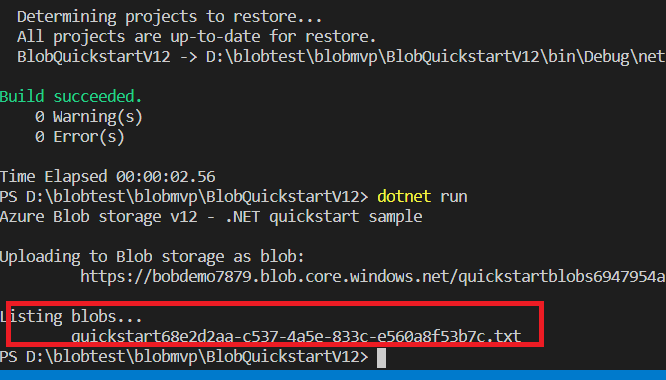 Determining projects to restore...
All projects are up-to-date for restore.
BlobQuickstartV12 -> D:\blobtest\blobmvp\BlobQuickstartV12\bin\Debug\net
Build succeeded.
0 Warning(s)
0 Error(s)
Time Elapsed 00:00:02.56
PS D:\blobtest\blobmvp\BlobQuickstartV12> dotnet run
Azure Blob storage v12 - .NET quickstart sample
Uploading to Blob storage as blob:
https://bobdemo7879.blob.core.windows.net/quickstartblobs6947954a
Listing blobs...
quickstart68e2d2aa-c537-4a5e-833c-e560a8f53b7c.txt
PS D:\blobtest\blobmvp\BlobQuickstartV12>